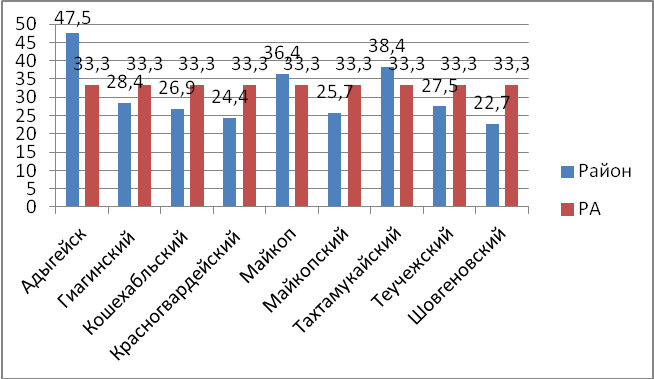 50
45
40
35
30
25
20
15
10
5
0
47,5
33,3
28,4
33,3
26,9
33,3
24,4
33,3
36,4
33,3
25,7
33,3
38,4
33,3
27,5
33,3
22,7
33,3
Адыгейск
Гиагинский
Кошехабльский
Красногвардейский
Майкоп
Майкопский
Тахтамукайский
Теучежский
Шовгеновский
Район
РА